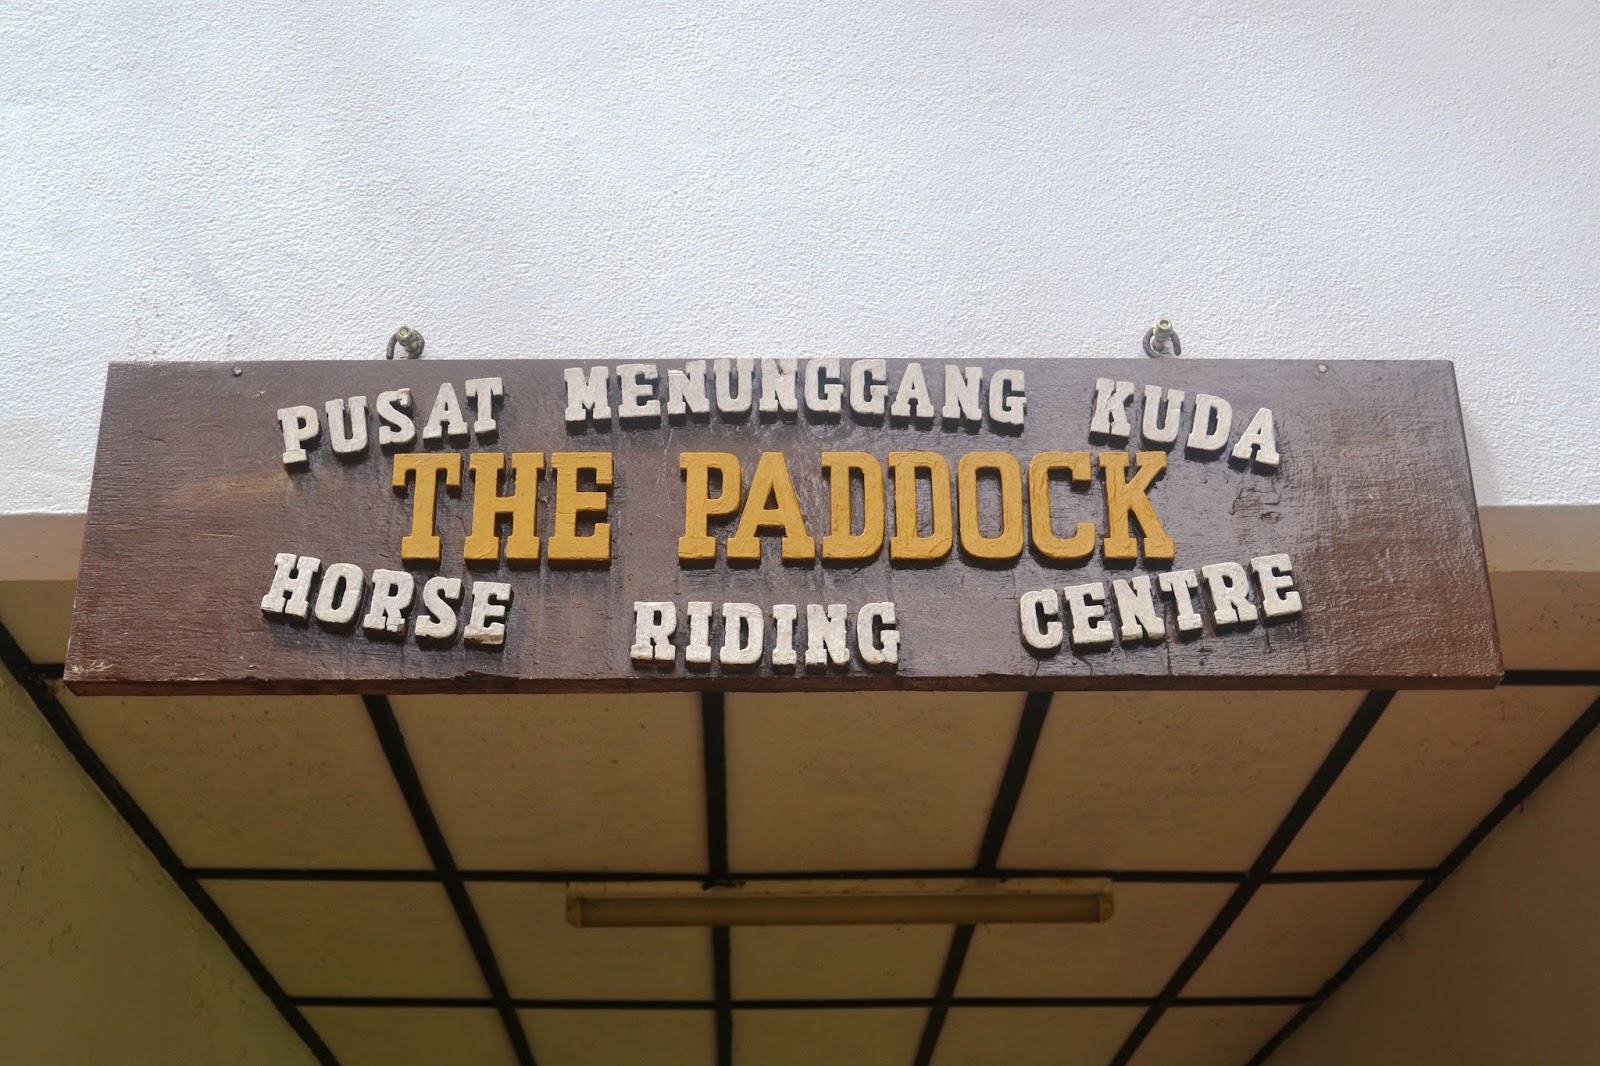 PUSAT MENUNGGANG KUDA
THE PADDOCK
HORSE RIDING CENTRE